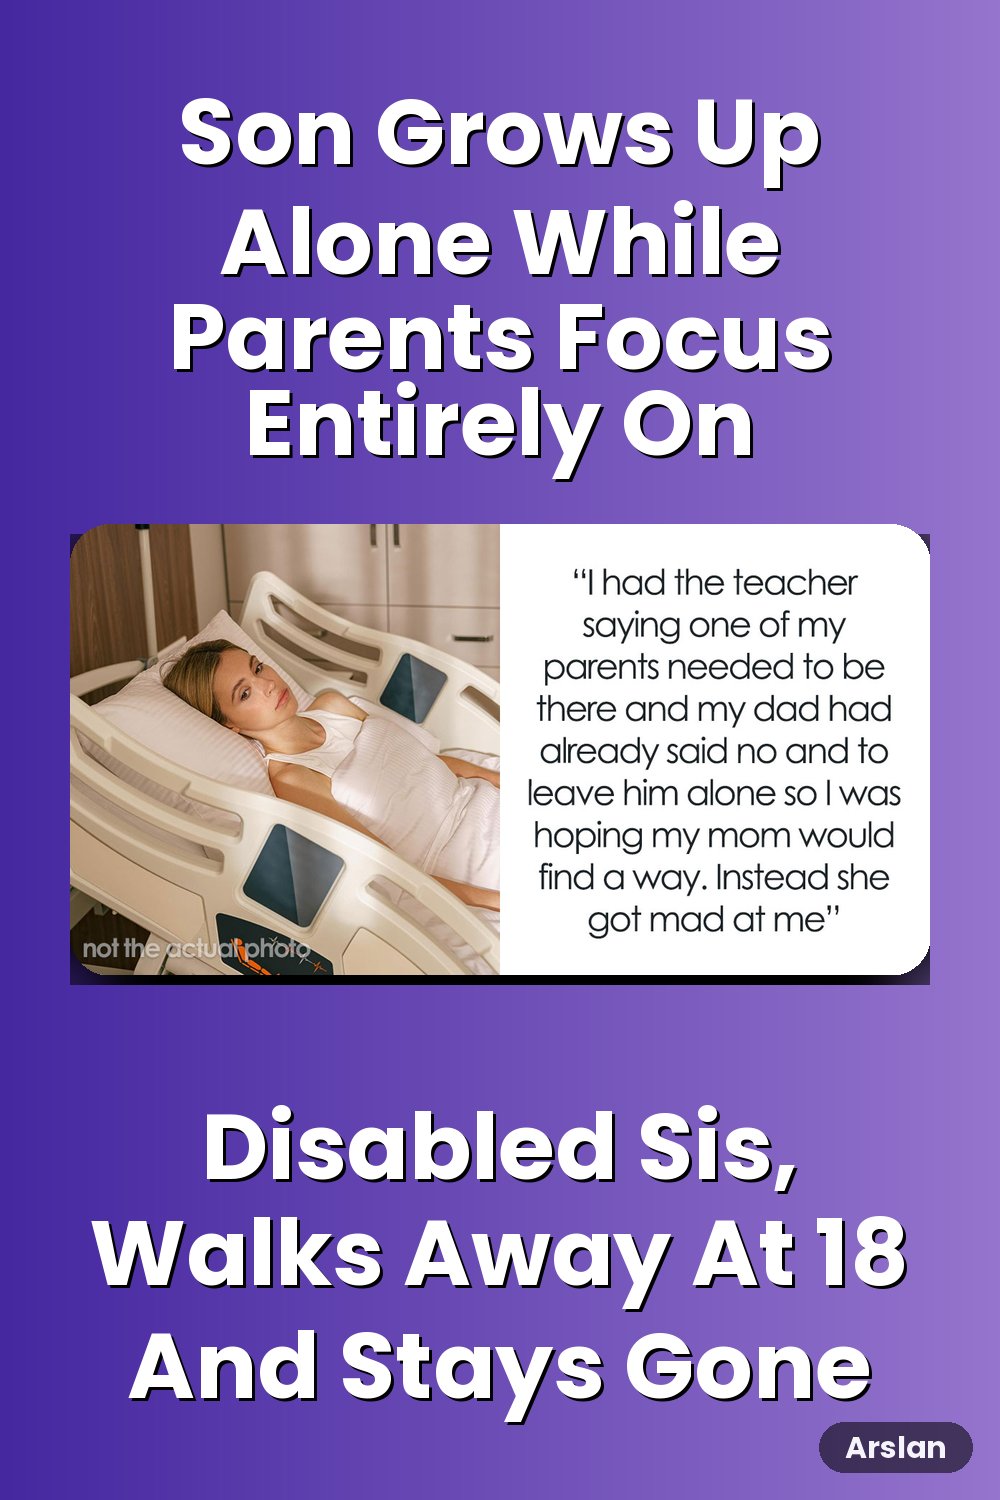 Son Grows Up
Alone While
Parents Focus
Entirely On
“I had the teacher
saying one of my
parents needed to be
there and my dad had
already said no and to
leave him alone so I was
hoping my mom would
find a way. Instead she
got mad at me”
not the actual photo
Disabled Sis,
Walks Away At 18
And Stays Gone
Arslan